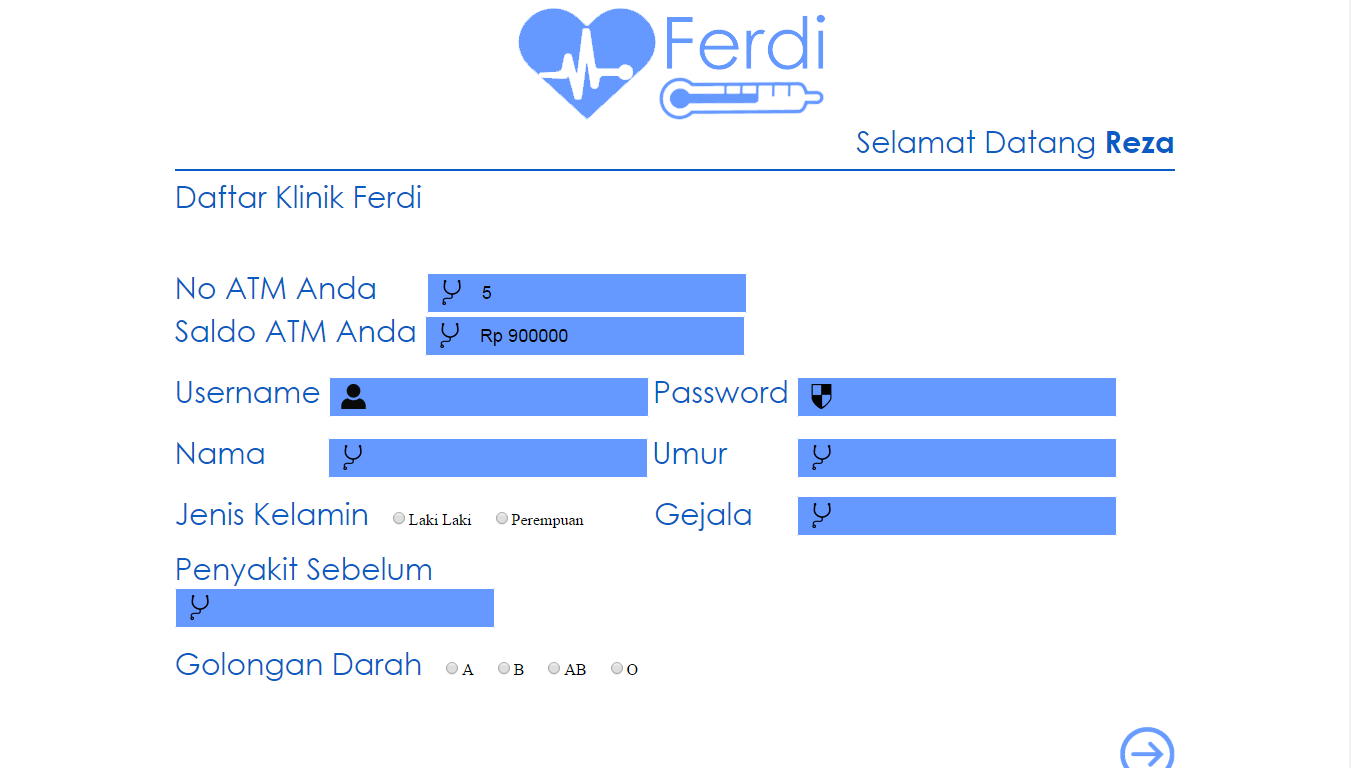 Ferdi
Selamat Datang Reza
Daftar Klinik Ferdi
No ATM Anda 5
Saldo ATM Anda Rp 900000
Username Password
Nama Umur
Jenis Kelamin Laki Laki Perempuan Gejala
Penyakit Sebelum
Golongan Darah A B AB O